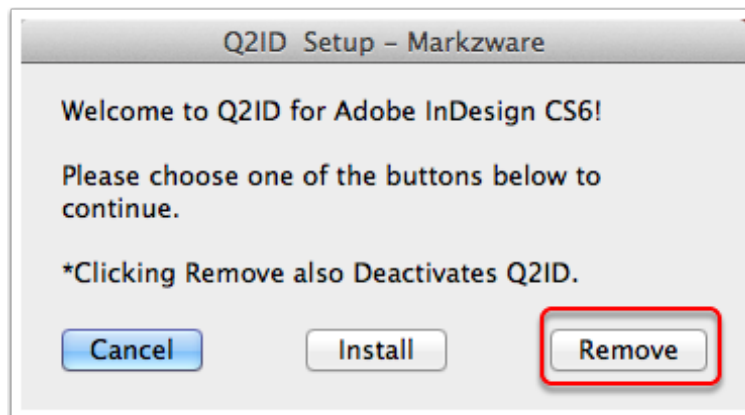 Q2ID  Setup – Markzware
Welcome to Q2ID for Adobe InDesign CS6!
Please choose one of the buttons below to
continue.
*Clicking Remove also Deactivates Q2ID.
Cancel Install Remove